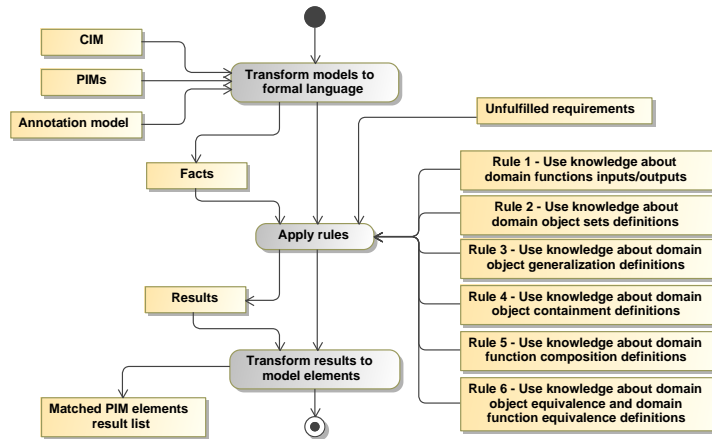 CIM
PIMs
Annotation model
Transform models to
formal language
Unfulfilled requirements
Facts
Rule 1 - Use knowledge about
domain functions inputs/outputs
Rule 2 - Use knowledge about
domain object sets definitions
Apply rules
Rule 3 - Use knowledge about domain
object generalization definitions
Rule 4 - Use knowledge about domain
object containment definitions
Results
Rule 5 - Use knowledge about domain
function composition definitions
Transform results to
model elements
Rule 6 - Use knowledge about domain
object equivalence and domain
function equivalence definitions
Matched PIM elements
result list